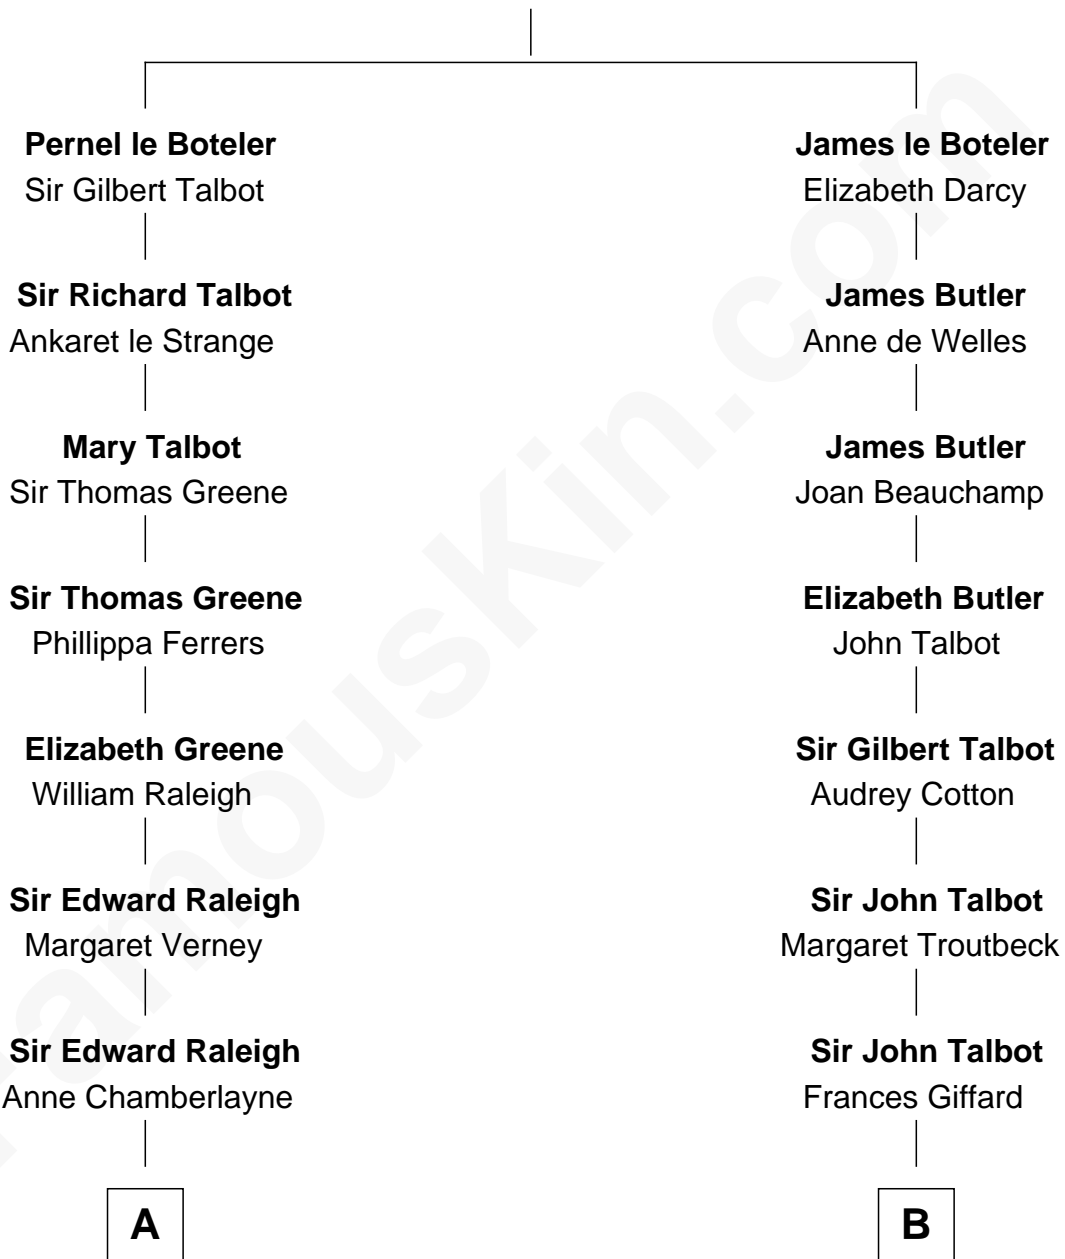 Pernel le Boteler
Sir Gilbert Talbot
Sir Richard Talbot
Ankaret le Strange
Mary Talbot
Sir Thomas Greene
Sir Thomas Greene
Phillippa Ferrers
Elizabeth Greene
William Raleigh
Sir Edward Raleigh
Margaret Verney
Sir Edward Raleigh
Anne Chamberlayne
A
James le Boteler
Elizabeth Darcy
James Butler
Anne de Welles
James Butler
Joan Beauchamp
Elizabeth Butler
John Talbot
Sir Gilbert Talbot
Audrey Cotton
Sir John Talbot
Margaret Troutbeck
Sir John Talbot
Frances Giffard
B
FamousKin.com